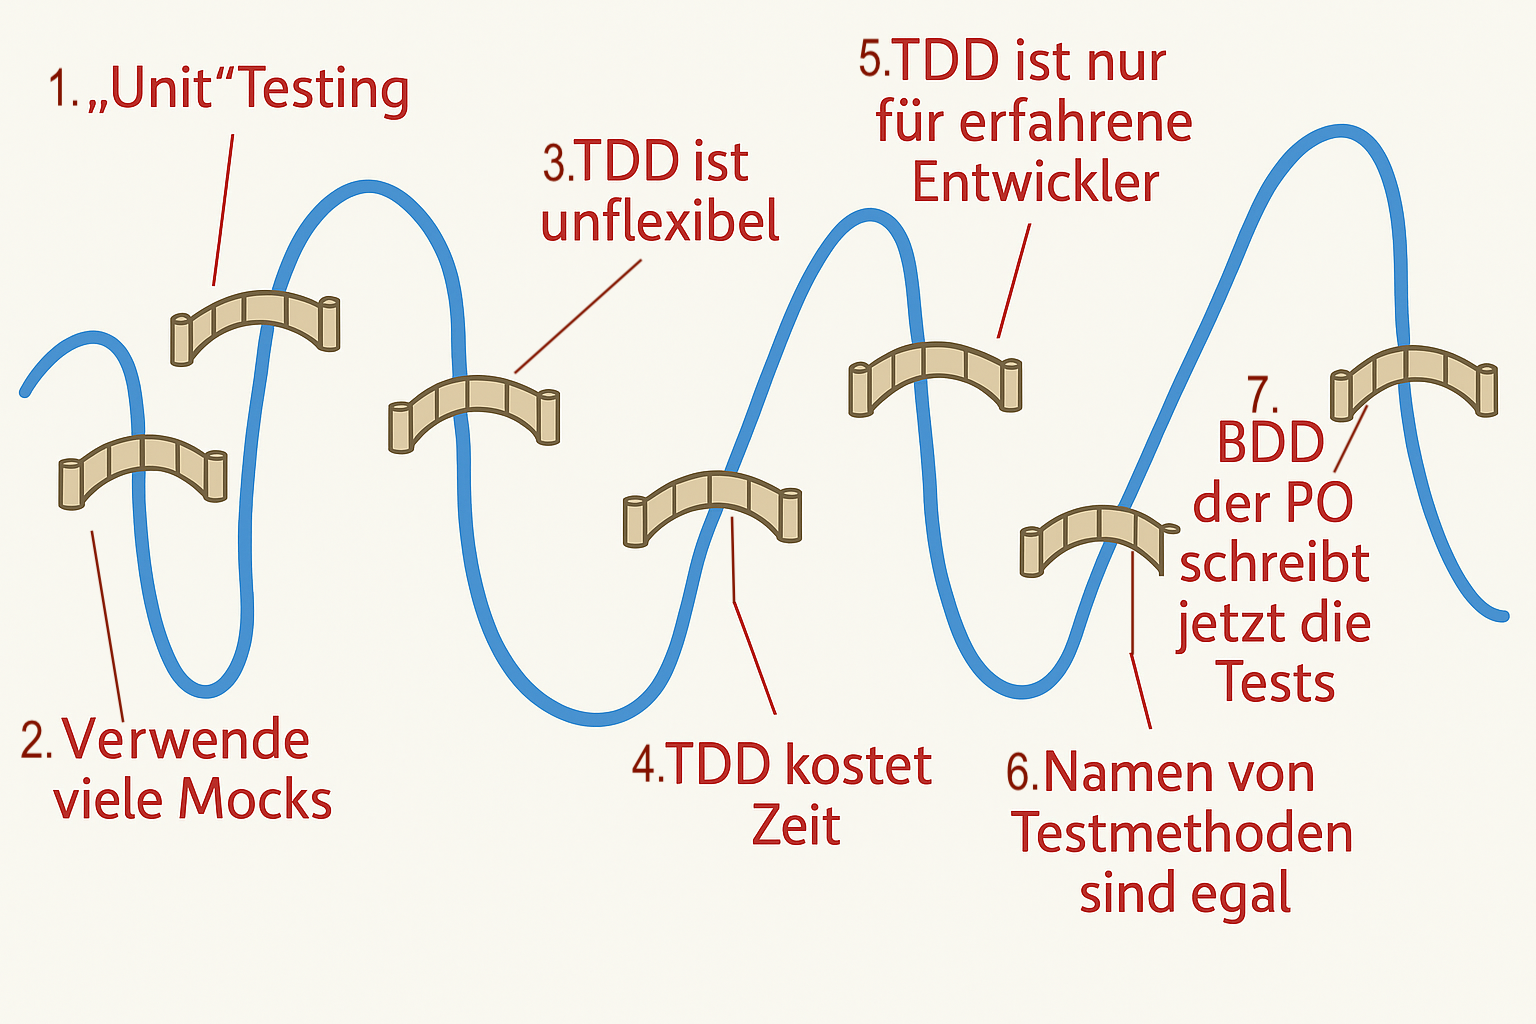 1. „Unit“Testing
2. Verwende
viele Mocks
3.TDD ist
unflexibel
4.TDD kostet
Zeit
5.TDD ist nur
für erfahrene
Entwickler
6.Namen von
Testmethoden
sind egal
7.
BDD
der PO
schreibt
jetzt die
Tests